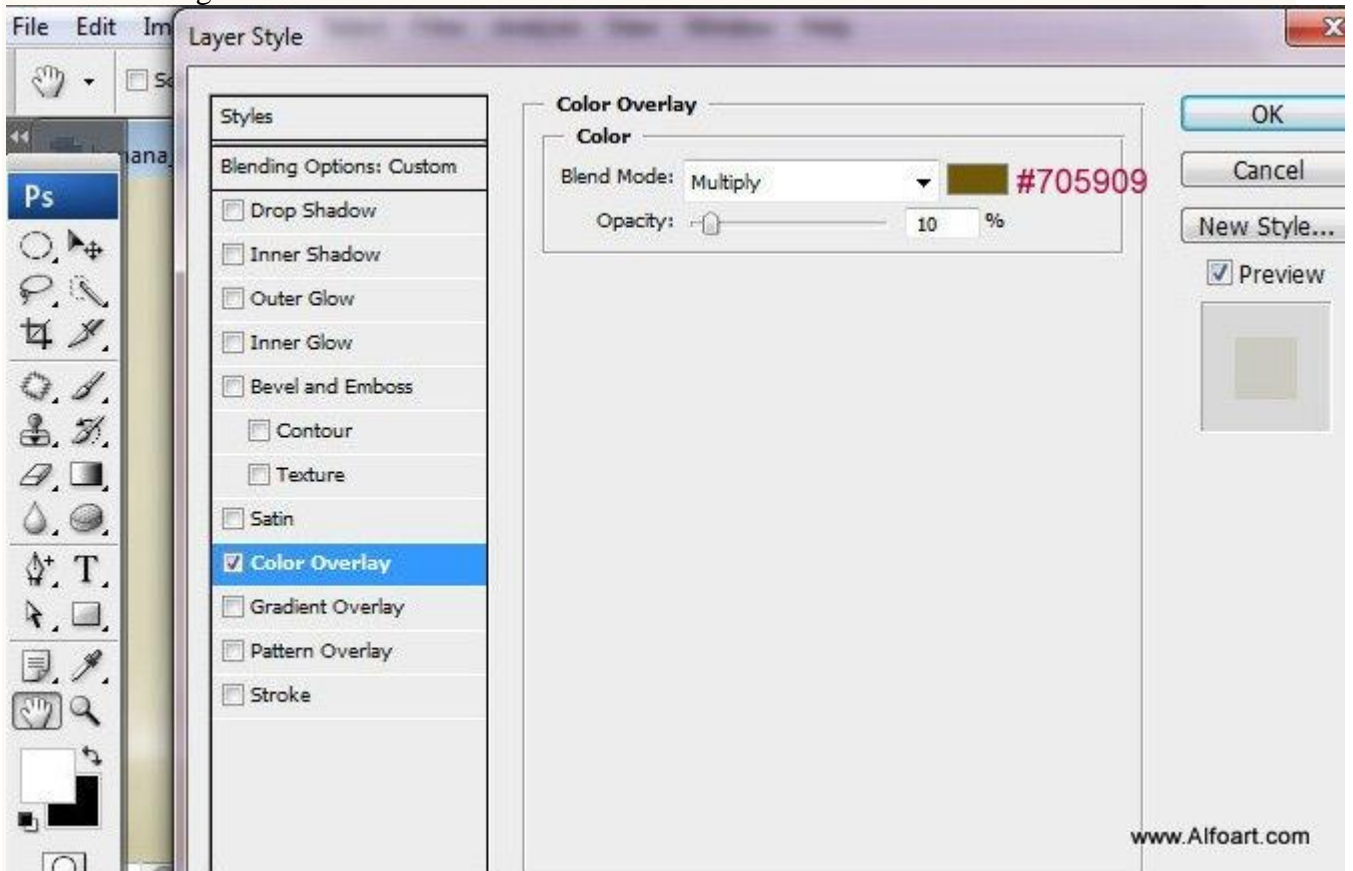 File Edit
Layer Style
Ps
Styles
Blending Options: Custom
Drop Shadow
Inner Shadow
Outer Glow
Inner Glow
Bevel and Emboss
Contour
Texture
Satin
Color Overlay
Gradient Overlay
Pattern Overlay
Stroke
Color Overlay
Color
Blend Mode: Multiply #705909
Opacity: 10 %
OK
Cancel
New Style...
Preview
T
www.Alfoart.com